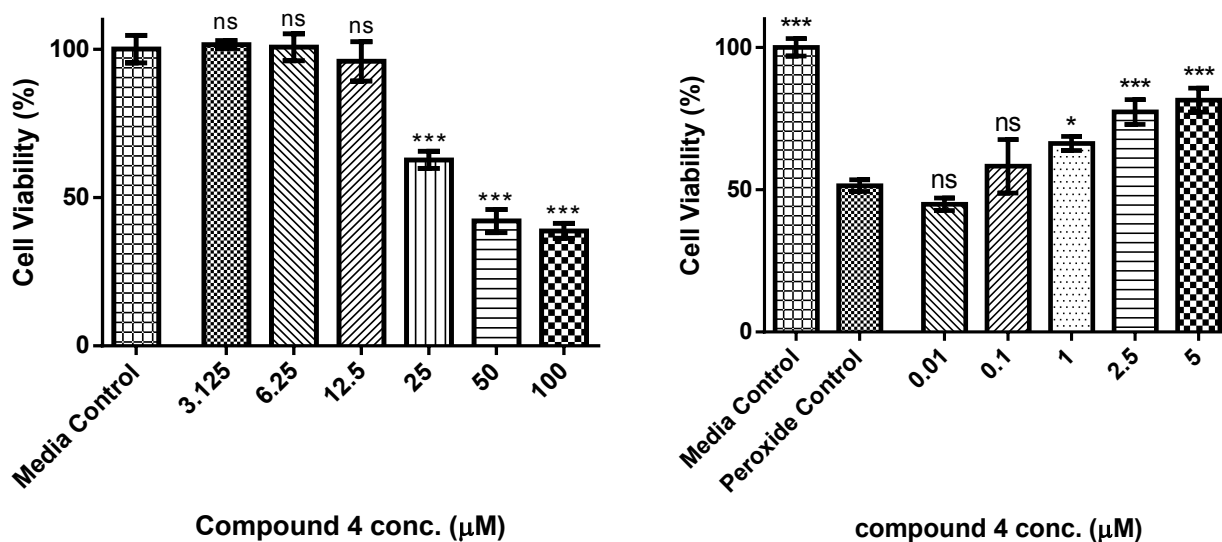 ns
ns
ns
***
***
***
100
50
0
Cell Viability (%)
Media Control
3.125
6.25
12.5
25
50
100
Compound 4 conc. (μM)
***
ns
ns
*
***
***
100
50
0
Cell Viability (%)
Media Control
Peroxide Control
0.01
0.1
1
2.5
5
compound 4 conc. (μM)